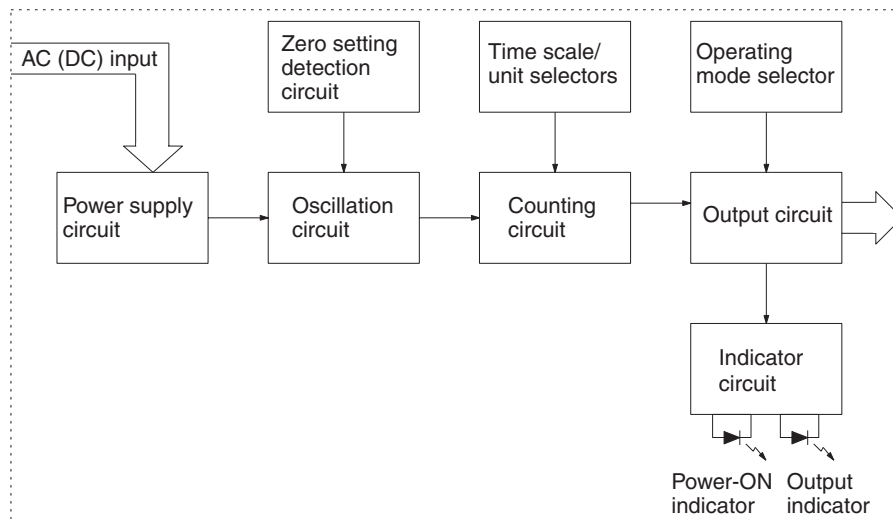 AC (DC) input
Zero setting
detection
circuit
Time scale/
unit selectors
Operating
mode selector
Power supply
circuit
Oscillation
circuit
Counting
circuit
Output circuit
Indicator
circuit
Power-ON
indicator
Output
indicator